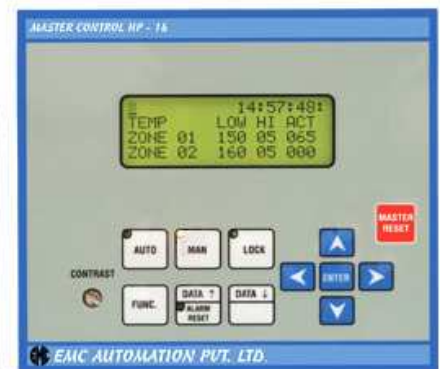 MASTER CONTROL HP - 16
14:57:48:
TEMP LOW HI ACT
ZONE 01 150 05 065
ZONE 02 160 05 000
MASTER RESET
AUTO
MAN
LOCK
CONTRAST
ENTER
FUNC.
DATA ↑
ALARM RESET
DATA ↓
EMC AUTOMATION PVT. LTD.